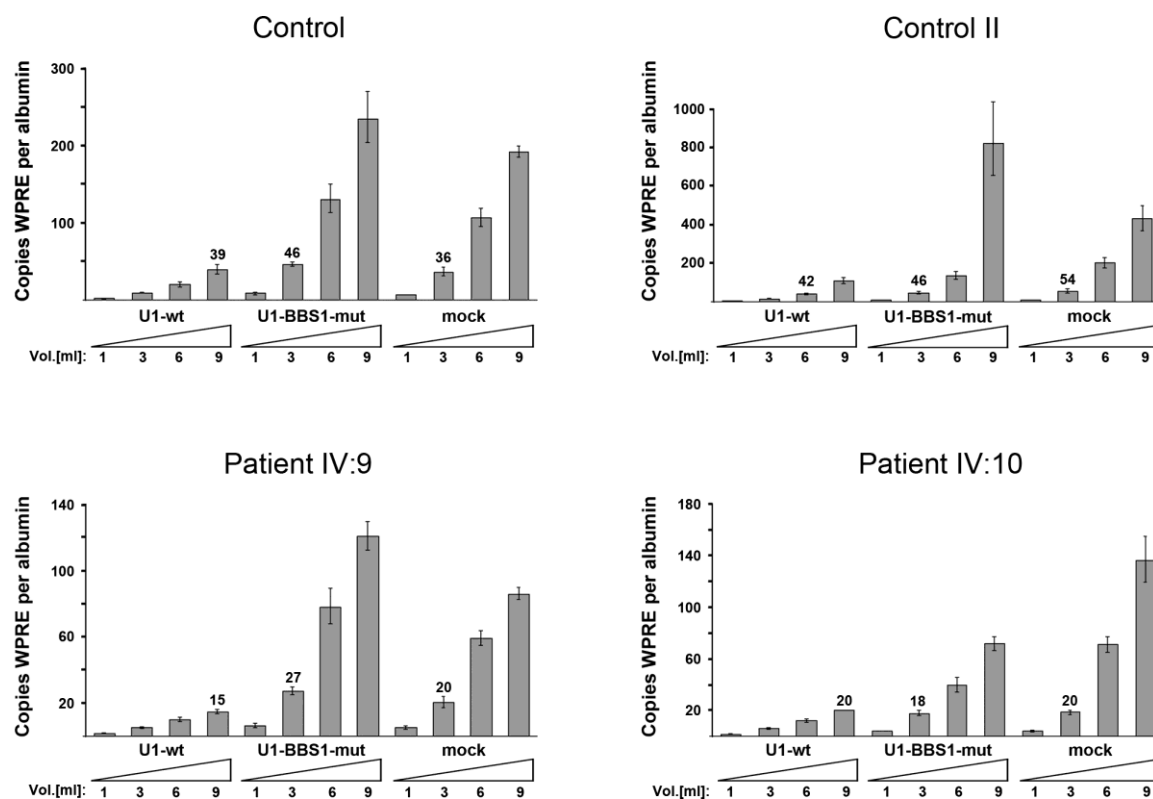 Control
Copies WPRE per albumin
300
200
100
39
46
36
U1-wt
U1-BBS1-mut
mock
Vol.[ml]: 1 3 6 9 1 3 6 9 1 3 6 9
Control II
Copies WPRE per albumin
1000
800
600
400
200
42
46
54
U1-wt
U1-BBS1-mut
mock
Vol.[ml]: 1 3 6 9 1 3 6 9 1 3 6 9
Patient IV:9
Copies WPRE per albumin
140
100
60
20
15
27
20
U1-wt
U1-BBS1-mut
mock
Vol.[ml]: 1 3 6 9 1 3 6 9 1 3 6 9
Patient IV:10
Copies WPRE per albumin
180
140
100
60
20
20
18
20
U1-wt
U1-BBS1-mut
mock
Vol.[ml]: 1 3 6 9 1 3 6 9 1 3 6 9